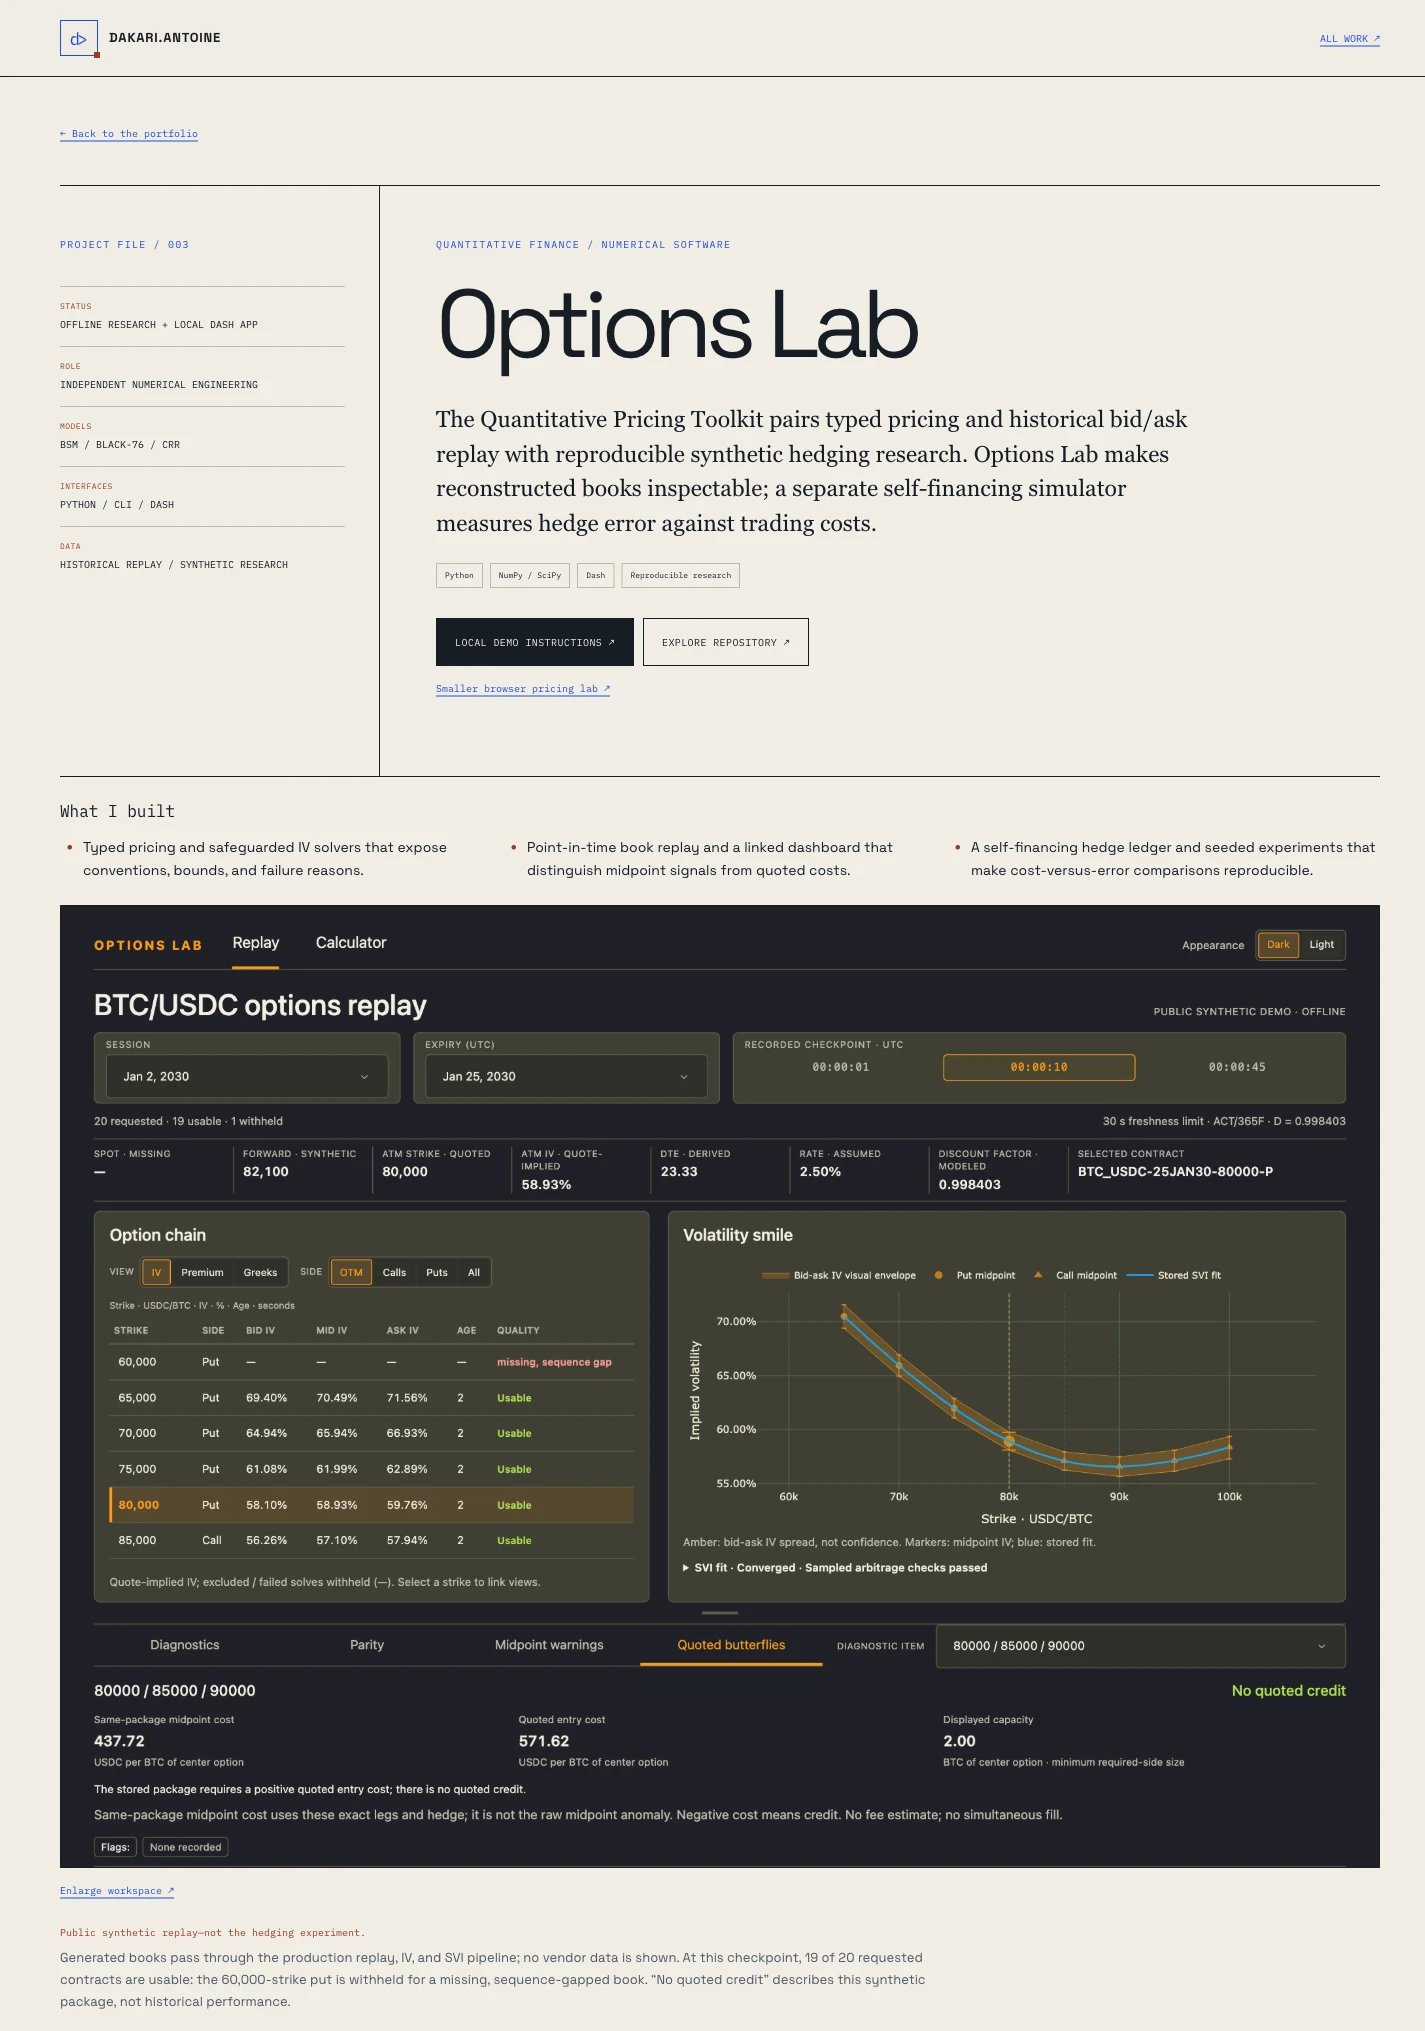 DAKARI.ANTOINE
ALL WORK ↗
← Back to the portfolio
PROJECT FILE / 003
STATUS
OFFLINE RESEARCH + LOCAL DASH APP
ROLE
INDEPENDENT NUMERICAL ENGINEERING
MODELS
BSM / BLACK-76 / CRR
INTERFACES
PYTHON / CLI / DASH
DATA
HISTORICAL REPLAY / SYNTHETIC RESEARCH
QUANTITATIVE FINANCE / NUMERICAL SOFTWARE
Options Lab
The Quantitative Pricing Toolkit pairs typed pricing and historical bid/ask
replay with reproducible synthetic hedging research. Options Lab makes
reconstructed books inspectable; a separate self-financing simulator
measures hedge error against trading costs.
Python NumPy / SciPy Dash Reproducible research
LOCAL DEMO INSTRUCTIONS ↗ EXPLORE REPOSITORY ↗
Smaller browser pricing lab ↗
What I built
• Typed pricing and safeguarded IV solvers that expose
conventions, bounds, and failure reasons.
• Point-in-time book replay and a linked dashboard that
distinguish midpoint signals from quoted costs.
• A self-financing hedge ledger and seeded experiments that
make cost-versus-error comparisons reproducible.
OPTIONS LAB Replay Calculator
Appearance Dark Light
BTC/USDC options replay
PUBLIC SYNTHETIC DEMO · OFFLINE
SESSION
Jan 2, 2030
EXPIRY (UTC)
Jan 25, 2030
RECORDED CHECKPOINT · UTC
00:00:01 00:00:10 00:00:45
20 requested · 19 usable · 1 withheld
30 s freshness limit · ACT/365F · D = 0.998403
SPOT · MISSING
—
FORWARD · SYNTHETIC
82,100
ATM STRIKE · QUOTED
80,000
ATM IV · QUOTE-
IMPLIED
58.93%
DTE · DERIVED
23.33
RATE · ASSUMED
2.50%
DISCOUNT FACTOR ·
MODELED
0.998403
SELECTED CONTRACT
BTC_USDC-25JAN30-80000-P
Option chain
VIEW IV Premium Greeks SIDE OTM Calls Puts All
Strike · USDC/BTC · IV · % · Age · seconds
STRIKE SIDE BID IV MID IV ASK IV AGE QUALITY
60,000 Put — — — — missing, sequence gap
65,000 Put 69.40% 70.49% 71.56% 2 Usable
70,000 Put 64.94% 65.94% 66.93% 2 Usable
75,000 Put 61.08% 61.99% 62.89% 2 Usable
80,000 Put 58.10% 58.93% 59.76% 2 Usable
85,000 Call 56.26% 57.10% 57.94% 2 Usable
Quote-implied IV; excluded / failed solves withheld (—). Select a strike to link views.
Volatility smile
Bid-ask IV visual envelope Put midpoint Call midpoint Stored SVI fit
Implied volatility
70.00%
65.00%
60.00%
55.00%
60k 70k 80k 90k 100k
Strike · USDC/BTC
Amber: bid-ask IV spread, not confidence. Markers: midpoint IV; blue: stored fit.
▶ SVI fit · Converged · Sampled arbitrage checks passed
Diagnostics Parity Midpoint warnings Quoted butterflies DIAGNOSTIC ITEM 80000 / 85000 / 90000
80000 / 85000 / 90000
No quoted credit
Same-package midpoint cost
437.72
USDC per BTC of center option
Quoted entry cost
571.62
USDC per BTC of center option
Displayed capacity
2.00
BTC of center option · minimum required-side size
The stored package requires a positive quoted entry cost; there is no quoted credit.
Same-package midpoint cost uses these exact legs and hedge; it is not the raw midpoint anomaly. Negative cost means credit. No fee estimate; no simultaneous fill.
Flags: None recorded
Enlarge workspace ↗
Public synthetic replay—not the hedging experiment.
Generated books pass through the production replay, IV, and SVI pipeline; no vendor data is shown. At this checkpoint, 19 of 20 requested
contracts are usable: the 60,000-strike put is withheld for a missing, sequence-gapped book. “No quoted credit” describes this synthetic
package, not historical performance.